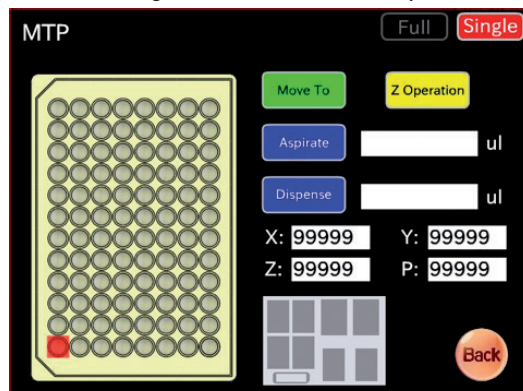 MTP
Full Single
Move To Z Operation
Aspirate ul
Dispense ul
X: 99999 Y: 99999
Z: 99999 P: 99999
Back